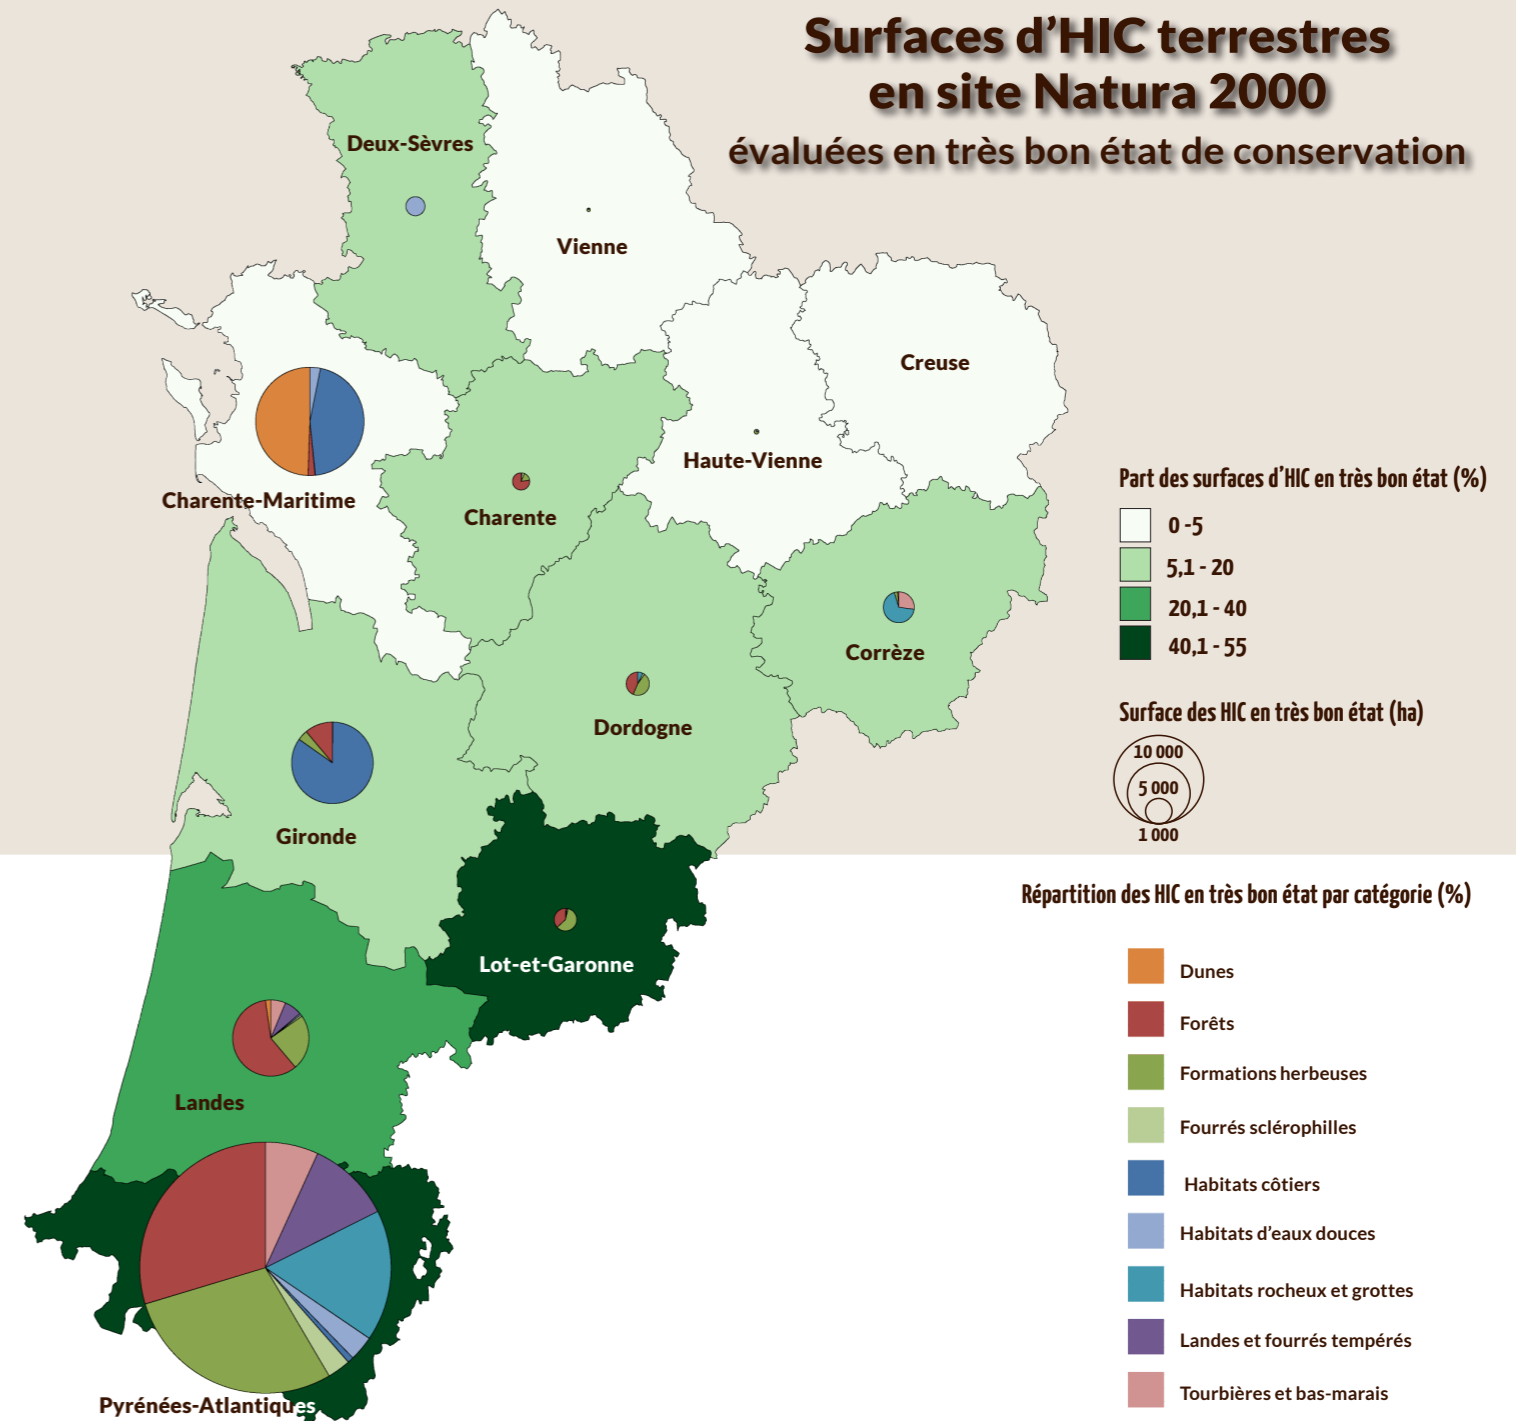 Surfaces d'HIC terrestres
en site Natura 2000
évaluées en très bon état de conservation
Deux-Sèvres
Vienne
Creuse
Haute-Vienne
Charente-Maritime
Charente
Corrèze
Dordogne
Gironde
Lot-et-Garonne
Landes
Pyrénées-Atlantiques
Part des surfaces d'HIC en très bon état (%)
0 -5
5,1 - 20
20,1 - 40
40,1 - 55
Surface des HIC en très bon état (ha)
10 000
5 000
1 000
Répartition des HIC en très bon état par catégorie (%)
Dunes
Forêts
Formations herbeuses
Fourrés sclérophilles
Habitats côtiers
Habitats d'eaux douces
Habitats rocheux et grottes
Landes et fourrés tempérés
Tourbières et bas-marais